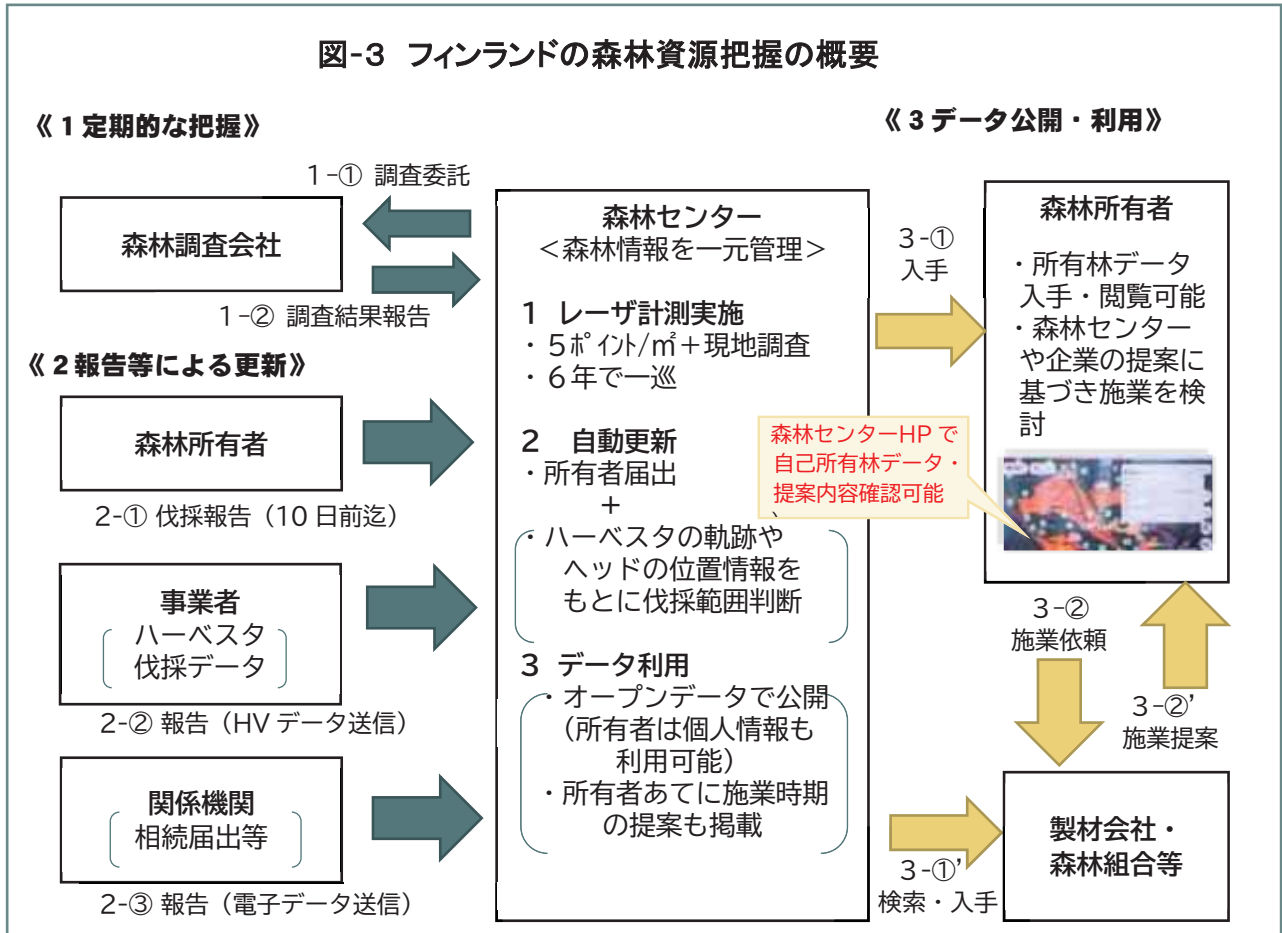 図-3 フィンランドの森林資源把握の概要
《1定期的な把握》
1-① 調査委託
森林調査会社
1-② 調査結果報告
《2報告等による更新》
森林所有者
2-① 伐採報告（10日前迄）
事業者
ハーベスタ
伐採データ
2-② 報告（HVデータ送信）
関係機関
相続届出等
2-③ 報告（電子データ送信）
森林センター
＜森林情報を一元管理＞
1 レーザ計測実施
・5ﾎﾟｲﾝﾄ/㎡＋現地調査
・6年で一巡
2 自動更新
・所有者届出
＋
・ハーベスタの軌跡や
ヘッドの位置情報を
もとに伐採範囲判断
3 データ利用
・オープンデータで公開
（所有者は個人情報も
利用可能）
・所有者あてに施業時期
の提案も掲載
《3データ公開・利用》
3-①
入手
森林所有者
・所有林データ
入手・閲覧可能
・森林センター
や企業の提案に
基づき施業を検
討
森林センターHPで
自己所有林データ・
提案内容確認可能
3-②
施業依頼
3-②'
施業提案
3-①'
検索・入手
製材会社・
森林組合等